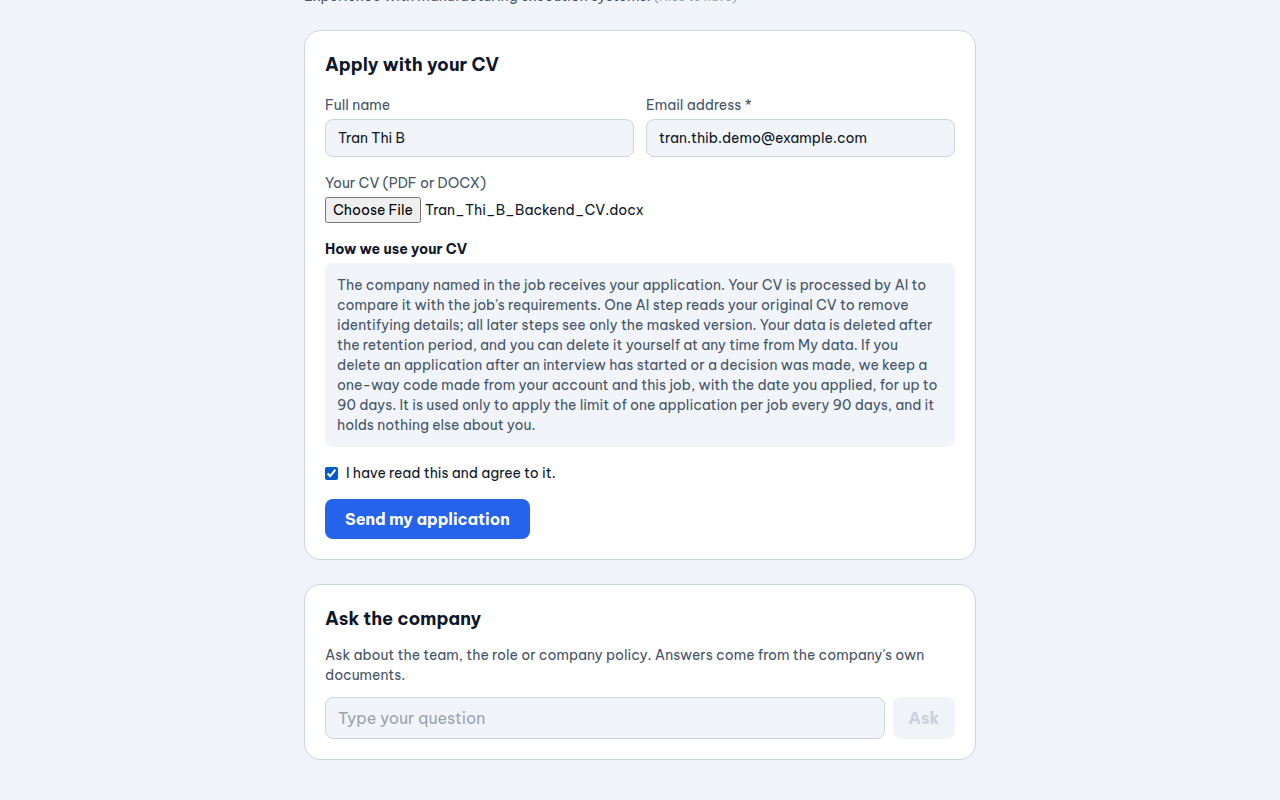 Experience with manufacturing execution systems. (Nice to have)
Apply with your CV
Full name
Email address *
Tran Thi B
tran.thib.demo@example.com
Your CV (PDF or DOCX)
Choose File Tran_Thi_B_Backend_CV.docx
How we use your CV
The company named in the job receives your application. Your CV is processed by AI to
compare it with the job's requirements. One AI step reads your original CV to remove
identifying details; all later steps see only the masked version. Your data is deleted after
the retention period, and you can delete it yourself at any time from My data. If you
delete an application after an interview has started or a decision was made, we keep a
one-way code made from your account and this job, with the date you applied, for up to
90 days. It is used only to apply the limit of one application per job every 90 days, and it
holds nothing else about you.
I have read this and agree to it.
Send my application
Ask the company
Ask about the team, the role or company policy. Answers come from the company's own
documents.
Type your question
Ask